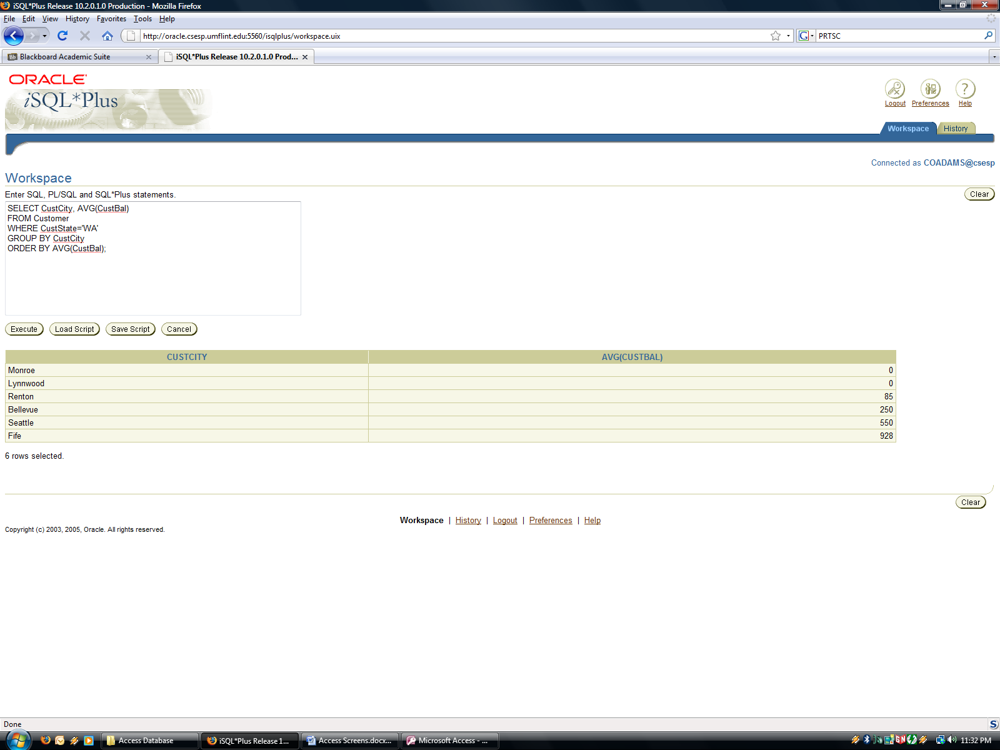 iSQL*Plus Release 10.2.0.1.0 Production - Mozilla Firefox
File Edit View History Favorites Tools Help
http://oracle.csesp.umflint.edu:5560/isqlplus/workspace.uix
G PRTSC
Bb Blackboard Academic Suite
iSQL*Plus Release 10.2.0.1.0 Prod...
ORACLE
iSQL*Plus
Logout Preferences Help
Workspace History
Connected as COADAMS@csesp
Workspace
Enter SQL, PL/SQL and SQL*Plus statements.
Clear
SELECT CustCity, AVG(CustBal)
FROM Customer
WHERE CustState='WA'
GROUP BY CustCity
ORDER BY AVG(CustBal);
Execute Load Script Save Script Cancel
CUSTCITY AVG(CUSTBAL)
Monroe 0
Lynnwood 0
Renton 85
Bellevue 250
Seattle 550
Fife 928
6 rows selected.
Clear
Workspace | History | Logout | Preferences | Help
Copyright (c) 2003, 2005, Oracle. All rights reserved.
Done
Access Database
iSQL*Plus Release 1...
Access Screens.docx...
Microsoft Access - ...
11:32 PM